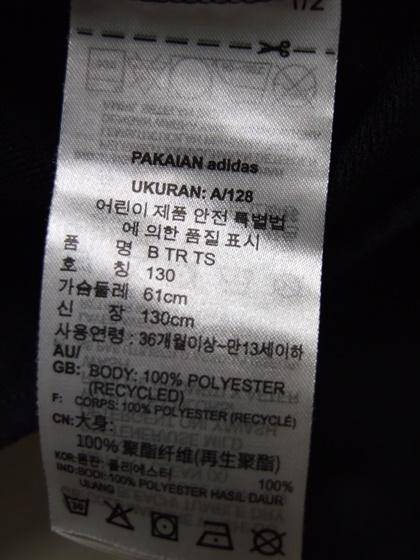 1/2
PAKAIAN adidas
UKURAN: A/128
어린이 제품 안전 특별법
에 의한 품질 표시
품 명 B TR TS
호 칭 130
가슴둘레 61cm
신 장 130cm
사용연령 : 36개월이상~만13세이하
AU/
GB: BODY: 100% POLYESTER
(RECYCLED)
F: CORPS: 100% POLYESTER (RECYCLÉ)
CN: 大身:
100% 聚酯纤维(再生聚酯)
KOR: 원판: 폴리에스터 100%
IND: BODI: 100% POLYESTER HASIL DAUR
ULANG
30